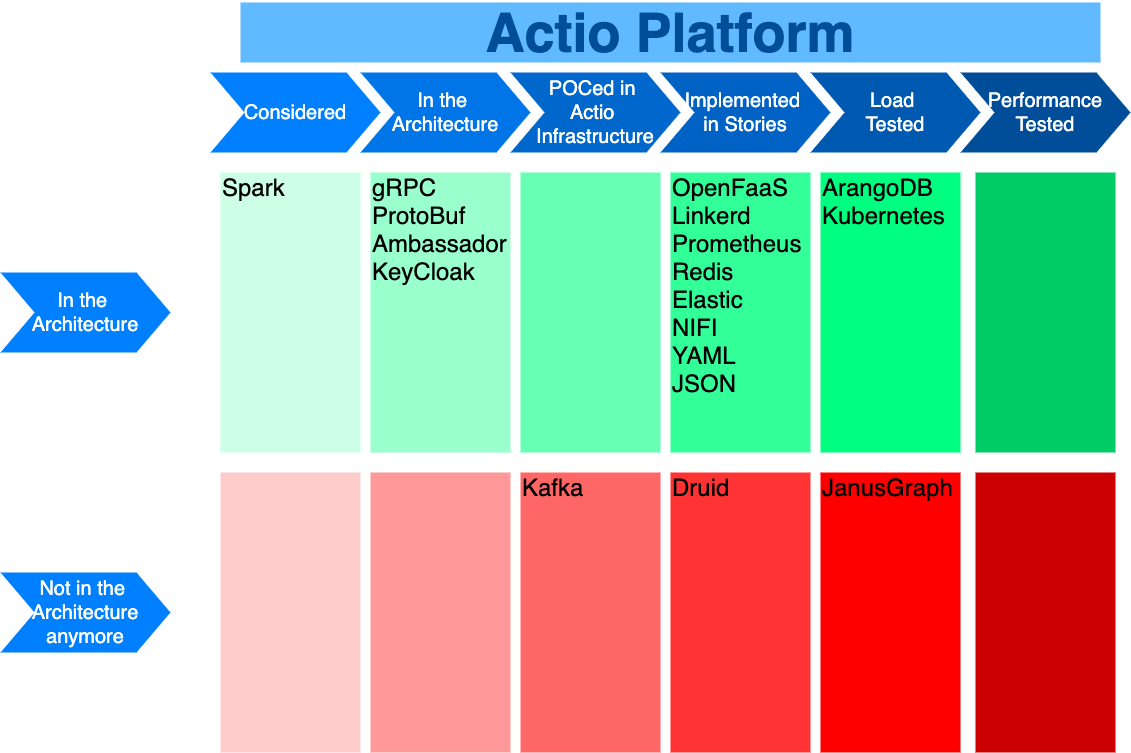 Actio Platform
Considered
In the
Architecture
POCed in
Actio
Infrastructure
Implemented
in Stories
Load
Tested
Performance
Tested
In the
Architecture
Spark
gRPC
ProtoBuf
Ambassador
KeyCloak
OpenFaaS
Linkerd
Prometheus
Redis
Elastic
NIFI
YAML
JSON
ArangoDB
Kubernetes
Not in the
Architecture
anymore
Kafka
Druid
JanusGraph